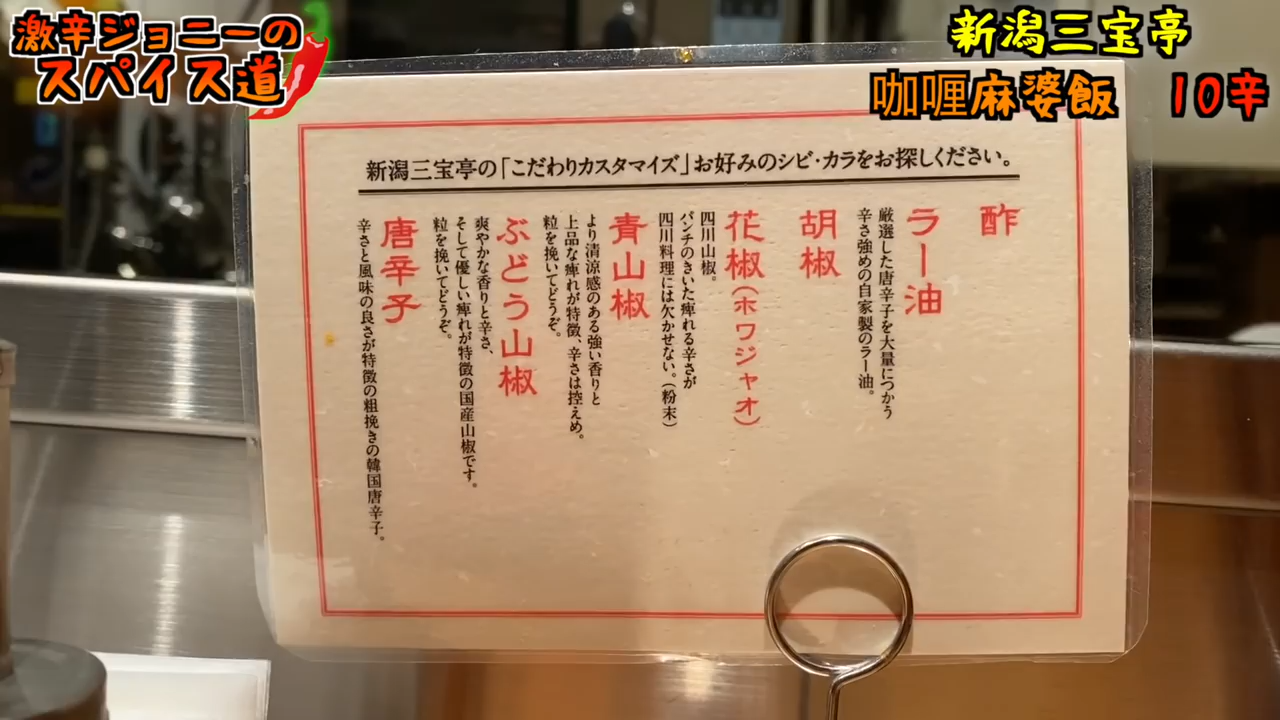 激辛ジョニーの
スパイス道
新潟三宝亭
咖喱麻婆飯 10辛
新潟三宝亭の「こだわりカスタマイズ」お好みのシビ・カラをお探しください。
酢
ラー油
厳選した唐辛子を大量につかう
辛さ強めの自家製のラー油。
胡椒
花椒(ホワジャオ)
四川山椒。
パンチのきいた痺れる辛さが
四川料理には欠かせない。(粉末)
青山椒
より清涼感のある強い香りと
上品な痺れが特徴、辛さは控えめ。
粒を挽いてどうぞ。
ぶどう山椒
爽やかな香りと辛さ、
そして優しい痺れが特徴の国産山椒です。
粒を挽いてどうぞ。
唐辛子
辛さと風味の良さが特徴の粗挽きの韓国唐辛子。